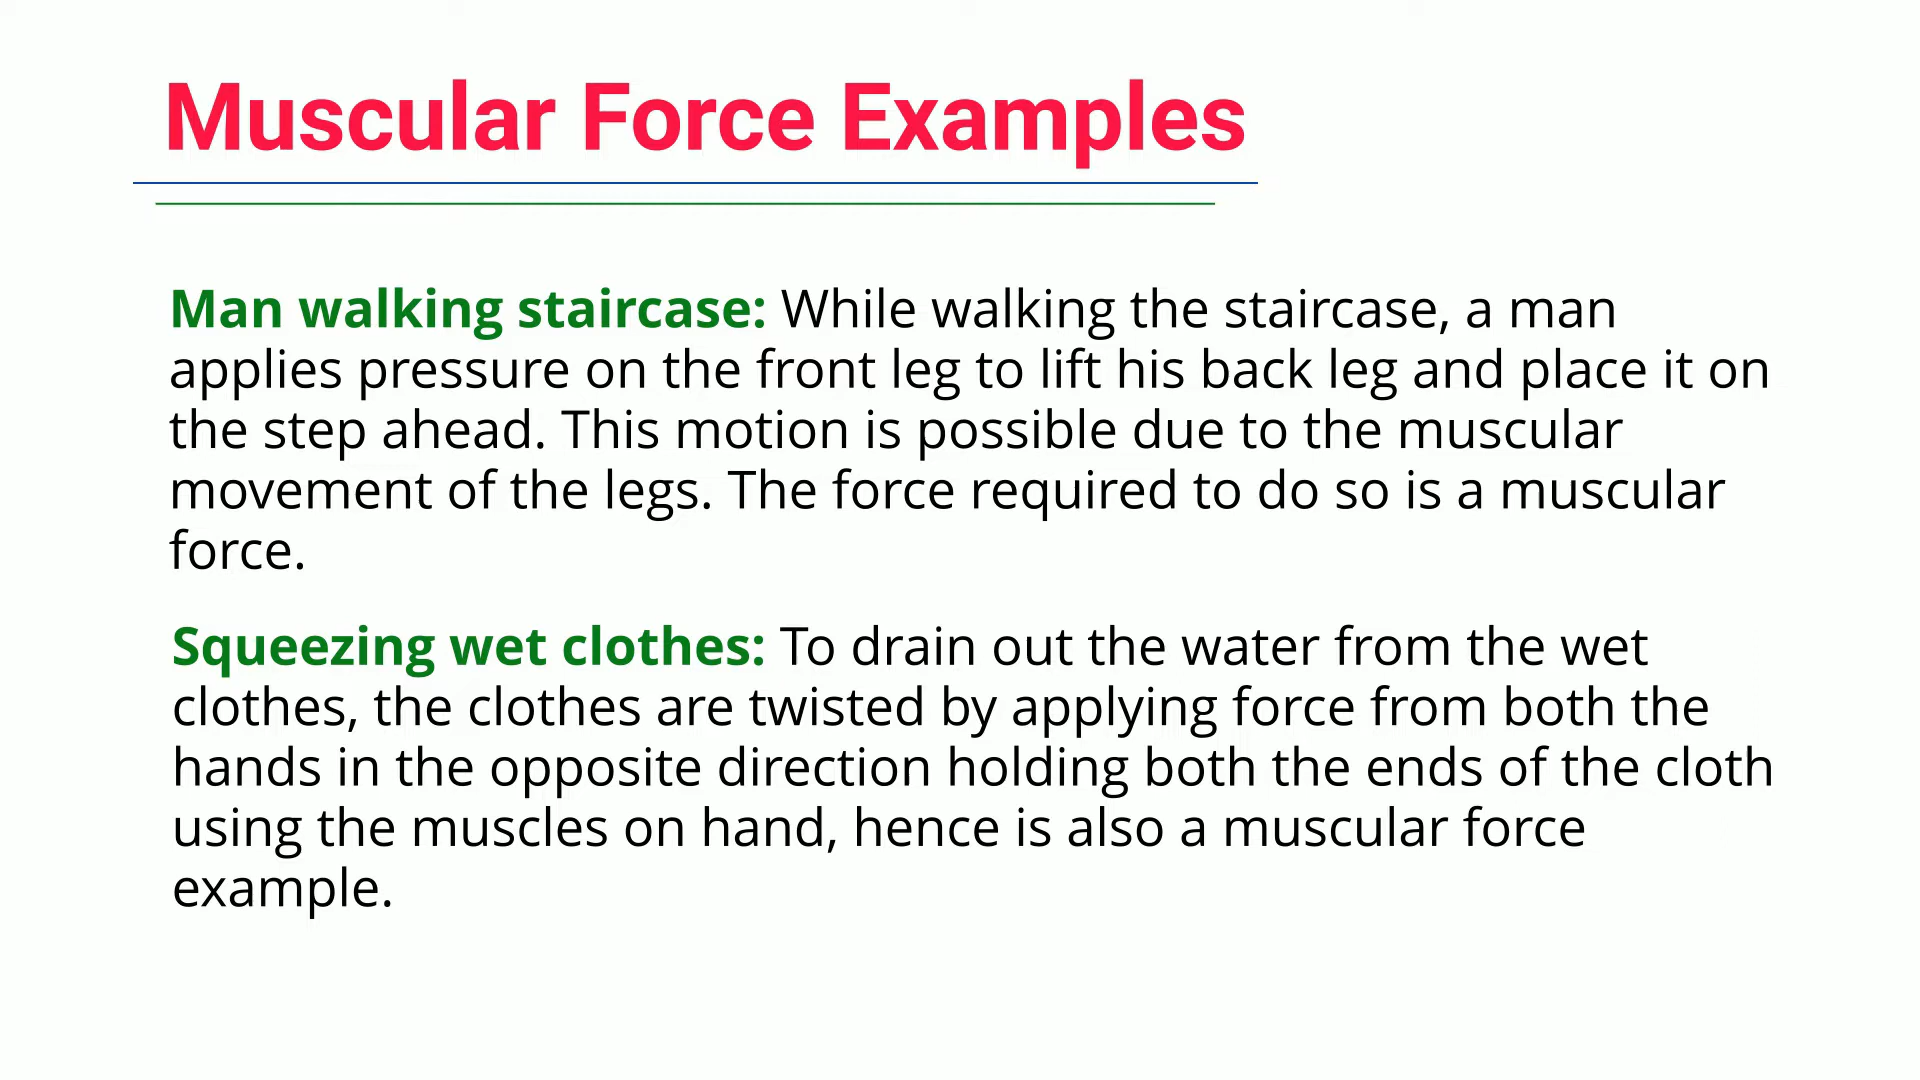 Muscular Force Examples
Man walking staircase: While walking the staircase, a man
applies pressure on the front leg to lift his back leg and place it on
the step ahead. This motion is possible due to the muscular
movement of the legs. The force required to do so is a muscular
force.
Squeezing wet clothes: To drain out the water from the wet
clothes, the clothes are twisted by applying force from both the
hands in the opposite direction holding both the ends of the cloth
using the muscles on hand, hence is also a muscular force
example.